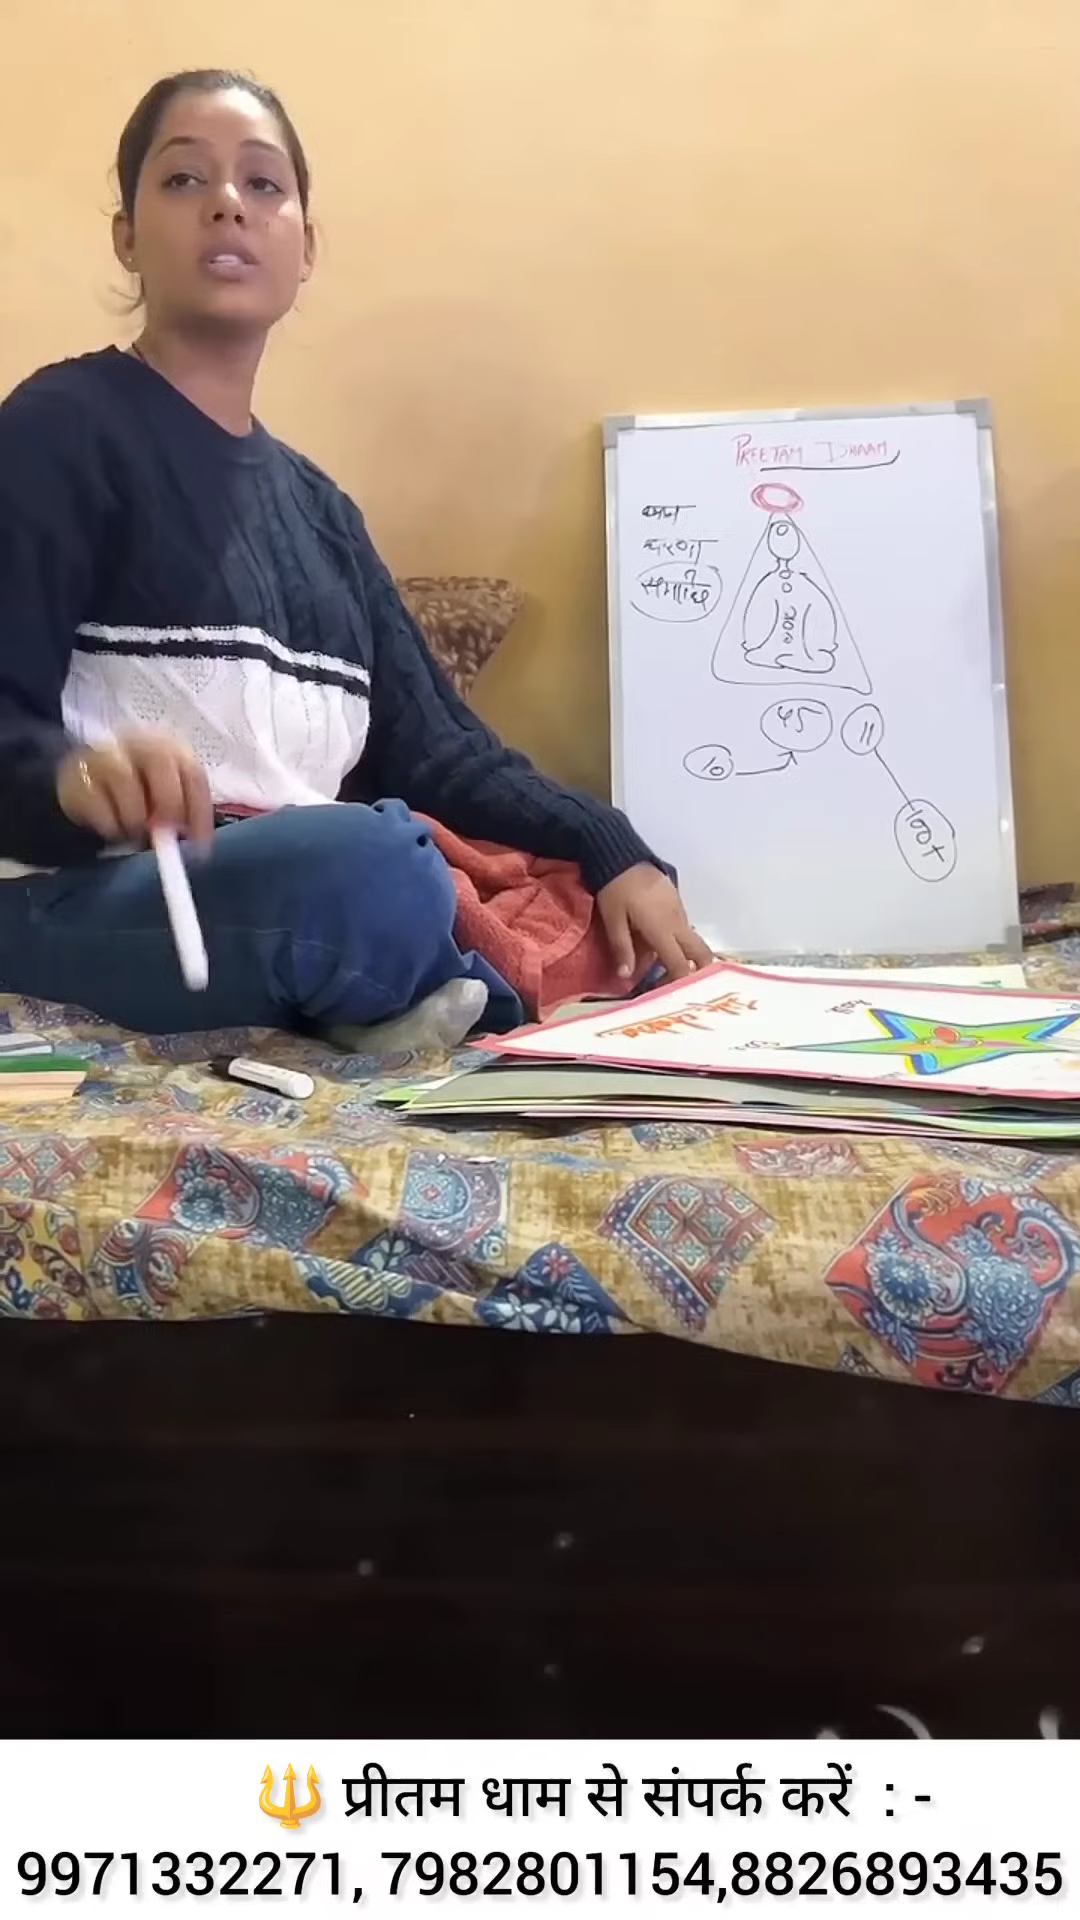 PREETAM DHAAM
ध्यान
धारणा
समाधि
45
11
10
100+
🔱 प्रीतम धाम से संपर्क करें : -
9971332271, 7982801154,8826893435